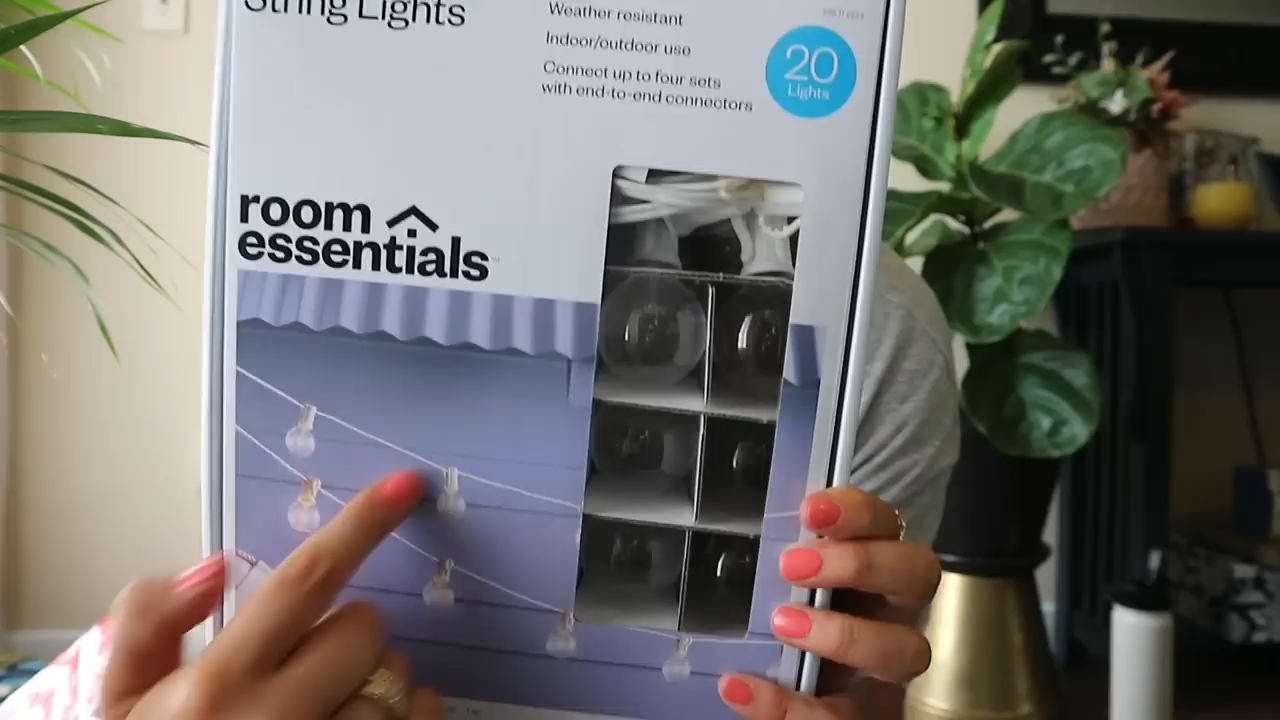 String Lights
Weather resistant
Indoor/outdoor use
Connect up to four sets
with end-to-end connectors
20
Lights
room
essentials